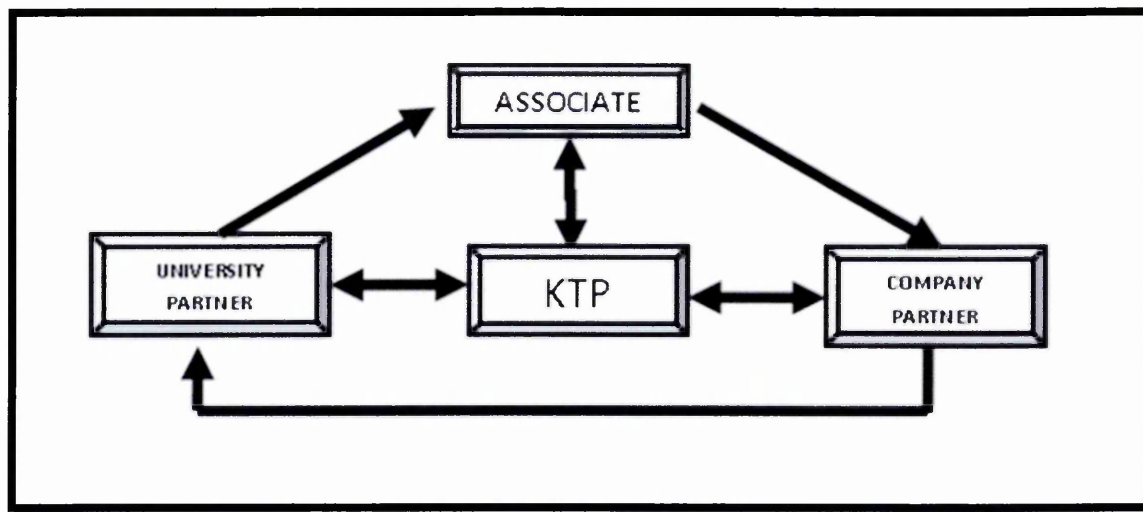 ASSOCIATE
UNIVERSITY
PARTNER
KTP
COMPANY
PARTNER